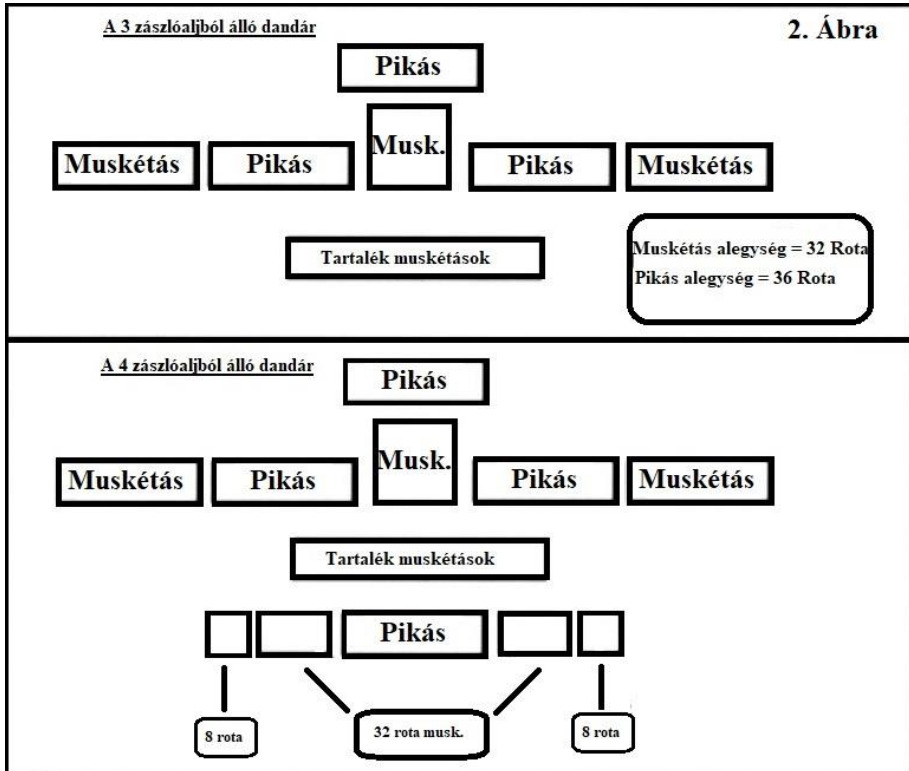 A 3 zászlóaljból álló dandár
2. Ábra
Pikás
Musk.
Muskétás
Pikás
Pikás
Muskétás
Tartalék muskétások
Muskétás alegység = 32 Rota
Pikás alegység = 36 Rota
A 4 zászlóaljból álló dandár
Pikás
Musk.
Muskétás
Pikás
Pikás
Muskétás
Tartalék muskétások
Pikás
8 rota
32 rota musk.
8 rota